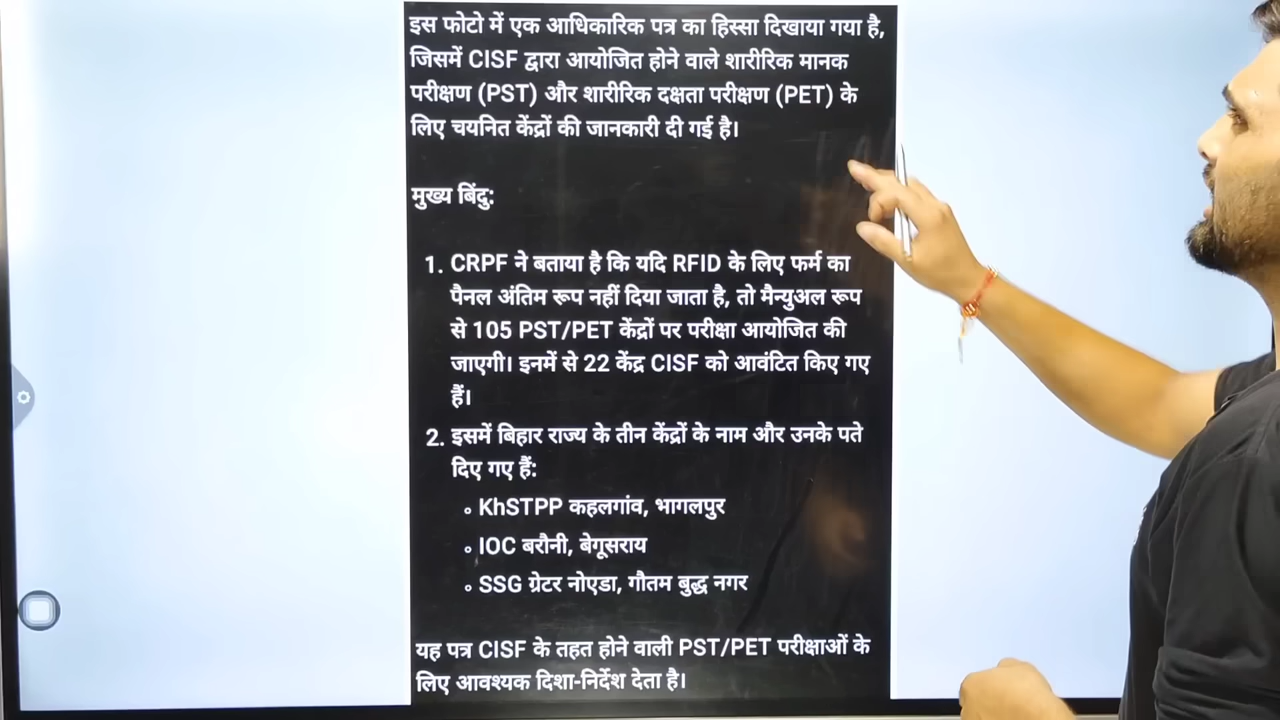 इस फोटो में एक आधिकारिक पत्र का हिस्सा दिखाया गया है,
जिसमें CISF द्वारा आयोजित होने वाले शारीरिक मानक
परीक्षण (PST) और शारीरिक दक्षता परीक्षण (PET) के
लिए चयनित केंद्रों की जानकारी दी गई है।
मुख्य बिंदु:
1. CRPF ने बताया है कि यदि RFID के लिए फर्म का
पैनल अंतिम रूप नहीं दिया जाता है, तो मैन्युअल रूप
से 105 PST/PET केंद्रों पर परीक्षा आयोजित की
जाएगी। इनमें से 22 केंद्र CISF को आवंटित किए गए
हैं।
2. इसमें बिहार राज्य के तीन केंद्रों के नाम और उनके पते
दिए गए हैं:
◦ KhSTPP कहलगांव, भागलपुर
◦ IOC बरौनी, बेगूसराय
◦ SSG ग्रेटर नोएडा, गौतम बुद्ध नगर
यह पत्र CISF के तहत होने वाली PST/PET परीक्षाओं के
लिए आवश्यक दिशा-निर्देश देता है।